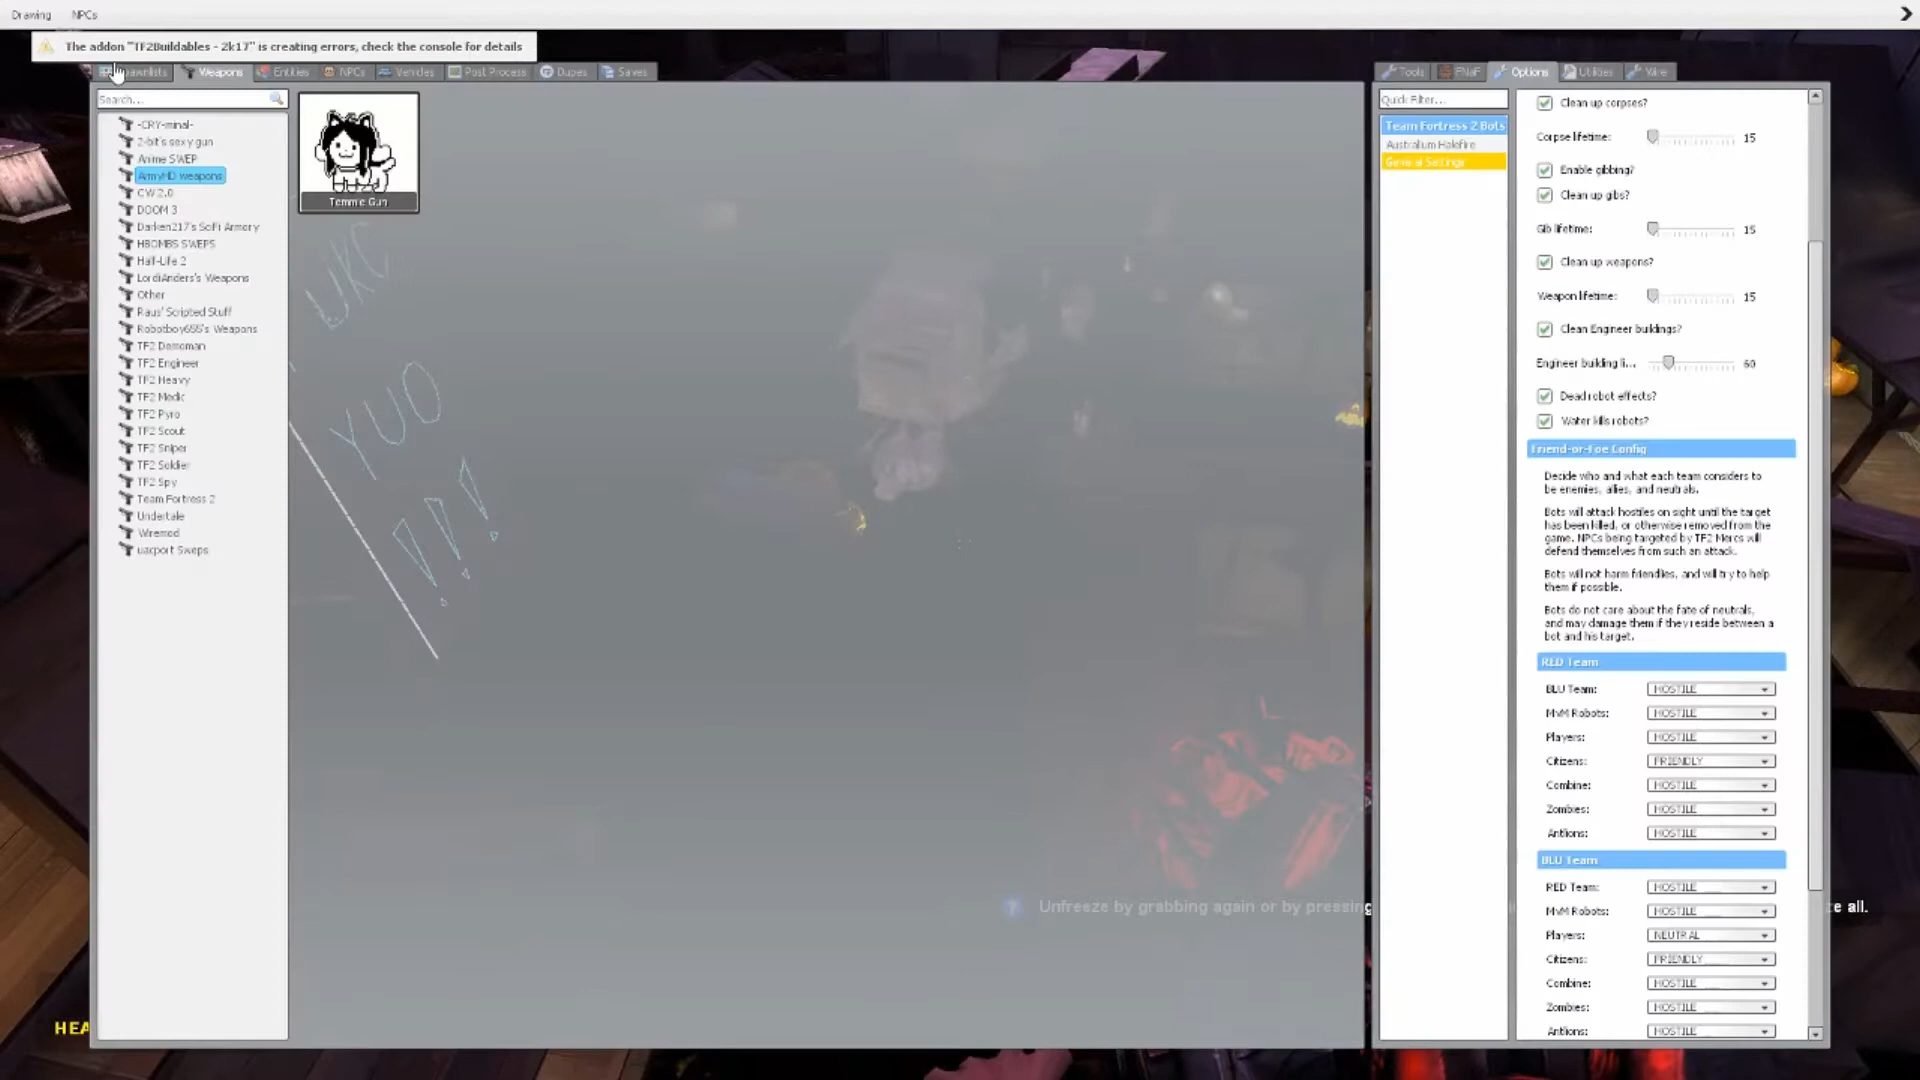 Drawing NPCs
The addon "TF2Buildables - 2k17" is creating errors, check the console for details
Spawnlists Weapons Entities NPCs Vehicles Post Process Dupes Saves
Search...
-CRY-minal-
2-bit's sexy gun
Anime SWEP
ArmyHD weapons
CW 2.0
DOOM 3
Darken217's SciFi Armory
HBOMBS SWEPS
Half-Life 2
LordiAnders's Weapons
Other
Raus' Scripted Stuff
Robotboy655's Weapons
TF2 Demoman
TF2 Engineer
TF2 Heavy
TF2 Medic
TF2 Pyro
TF2 Scout
TF2 Sniper
TF2 Soldier
TF2 Spy
Team Fortress 2
Undertale
Wiremod
uacport Sweps
Temmie Gun
YUO
!!!
Unfreeze by grabbing again or by pressing
ze all.
HEA
Tools FNaF Options Utilities Wire
Quick Filter...
Team Fortress 2 Bots
Australium Halefire
General Settings
Clean up corpses?
Corpse lifetime: 15
Enable gibbing?
Clean up gibs?
Gib lifetime: 15
Clean up weapons?
Weapon lifetime: 15
Clean Engineer buildings?
Engineer building li... 60
Dead robot effects?
Water kills robots?
Friend-or-Foe Config
Decide who and what each team considers to
be enemies, allies, and neutrals.
Bots will attack hostiles on sight until the target
has been killed, or otherwise removed from the
game. NPCs being targeted by TF2 Mercs will
defend themselves from such an attack.
Bots will not harm friendlies, and will try to help
them if possible.
Bots do not care about the fate of neutrals,
and may damage them if they reside between a
bot and his target.
RED Team
BLU Team: HOSTILE
MvM Robots: HOSTILE
Players: HOSTILE
Citizens: FRIENDLY
Combine: HOSTILE
Zombies: HOSTILE
Antlions: HOSTILE
BLU Team
RED Team: HOSTILE
MvM Robots: HOSTILE
Players: NEUTRAL
Citizens: FRIENDLY
Combine: HOSTILE
Zombies: HOSTILE
Antlions: HOSTILE